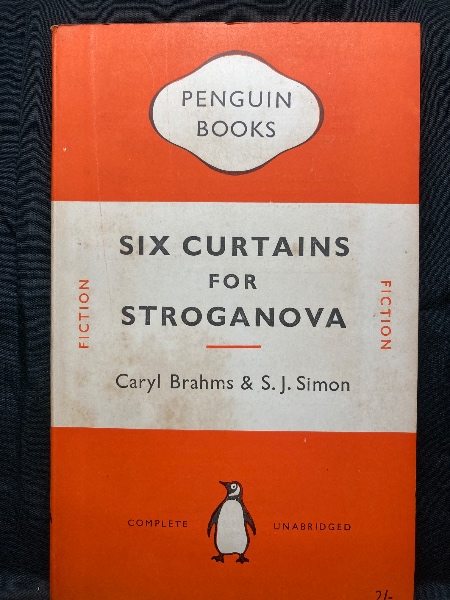 PENGUIN
BOOKS
SIX CURTAINS
FOR
STROGANOVA
FICTION
FICTION
Caryl Brahms & S. J. Simon
COMPLETE UNABRIDGED
2/-